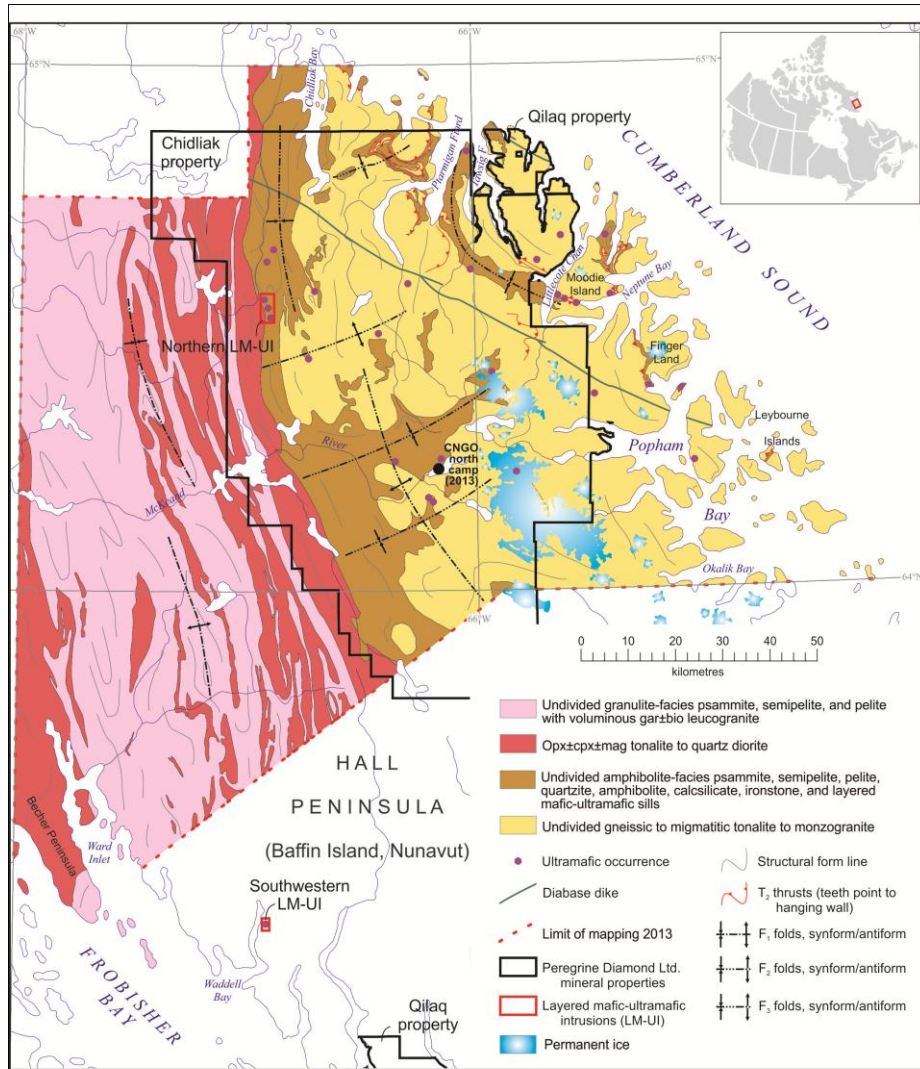 68°W
66°W
65°N
65°N
Chidliak Bay
Qilaq property
Chidliak
property
Ptarmigan Fiord
CUMBERLAND SOUND
Littlecote Chan
Moodie
Island
Neptune Bay
Northern LM-UI
Finger
Land
Leybourne
Islands
River
CNGO
north
camp
(2013)
Popham
McKeand
Bay
Okalik Bay
64°N
66°W
0 10 20 30 40 50
kilometres
HALL
PENINSULA
(Baffin Island, Nunavut)
Becher Peninsula
Ward
Inlet
Southwestern
LM-UI
Waddell
Bay
FROBISHER
BAY
Qilaq
property
Undivided granulite-facies psammite, semipelite, and pelite
with voluminous gar±bio leucogranite
Opx±cpx±mag tonalite to quartz diorite
Undivided amphibolite-facies psammite, semipelite, pelite,
quartzite, amphibolite, calcsilicate, ironstone, and layered
mafic-ultramafic sills
Undivided gneissic to migmatitic tonalite to monzogranite
Ultramafic occurrence
Structural form line
Diabase dike
T2 thrusts (teeth point to
hanging wall)
Limit of mapping 2013
F1 folds, synform/antiform
Peregrine Diamond Ltd.
mineral properties
F2 folds, synform/antiform
Layered mafic-ultramafic
intrusions (LM-UI)
F3 folds, synform/antiform
Permanent ice